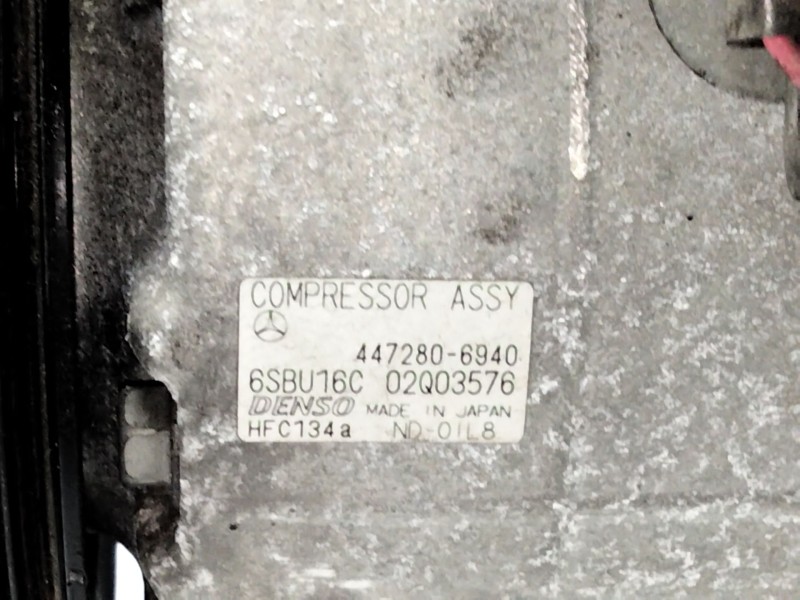 COMPRESSOR ASSY
447280-6940
6SBU16C 02Q03576
DENSO MADE IN JAPAN
HFC134a ND-OIL8